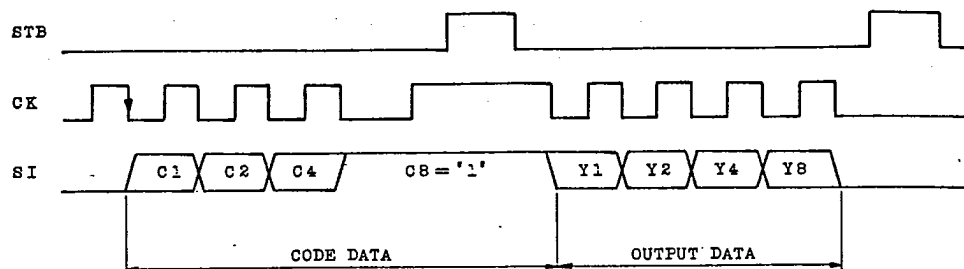 STB
CK
SI C1 C2 C4 C8='1' Y1 Y2 Y4 Y8
CODE DATA OUTPUT DATA